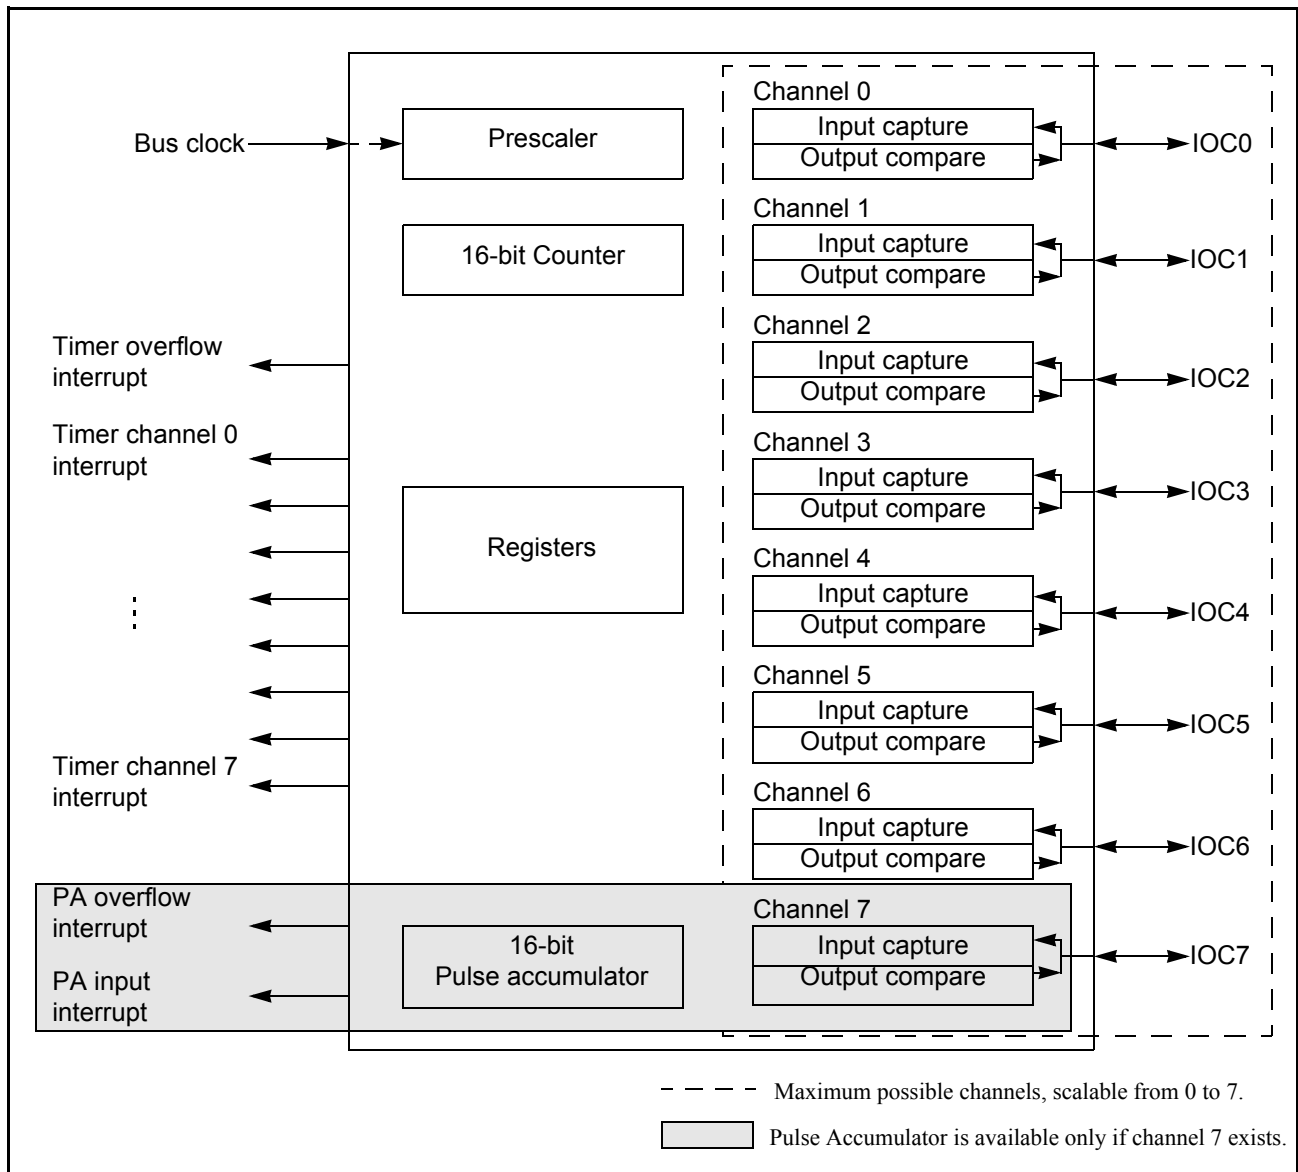 Bus clock
Prescaler
16-bit Counter
Timer overflow
interrupt
Timer channel 0
interrupt
Registers
Timer channel 7
interrupt
PA overflow
interrupt
PA input
interrupt
16-bit
Pulse accumulator
Channel 0
Input capture
Output compare
IOC0
Channel 1
Input capture
Output compare
IOC1
Channel 2
Input capture
Output compare
IOC2
Channel 3
Input capture
Output compare
IOC3
Channel 4
Input capture
Output compare
IOC4
Channel 5
Input capture
Output compare
IOC5
Channel 6
Input capture
Output compare
IOC6
Channel 7
Input capture
Output compare
IOC7
Maximum possible channels, scalable from 0 to 7.
Pulse Accumulator is available only if channel 7 exists.